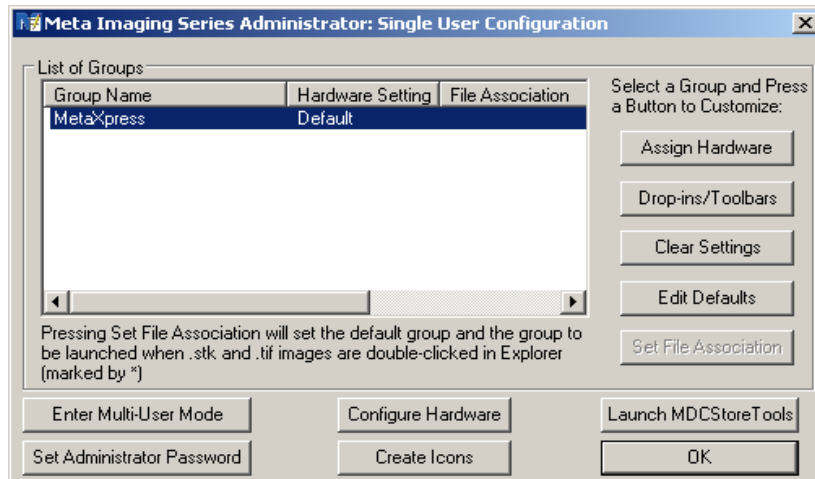 Meta Imaging Series Administrator: Single User Configuration
List of Groups
Group Name Hardware Setting File Association
MetaXpress Default
Select a Group and Press
a Button to Customize:
Assign Hardware
Drop-ins/Toolbars
Clear Settings
Edit Defaults
Set File Association
Pressing Set File Association will set the default group and the group to
be launched when .stk and .tif images are double-clicked in Explorer
(marked by *)
Enter Multi-User Mode Configure Hardware Launch MDCStoreTools
Set Administrator Password Create Icons OK